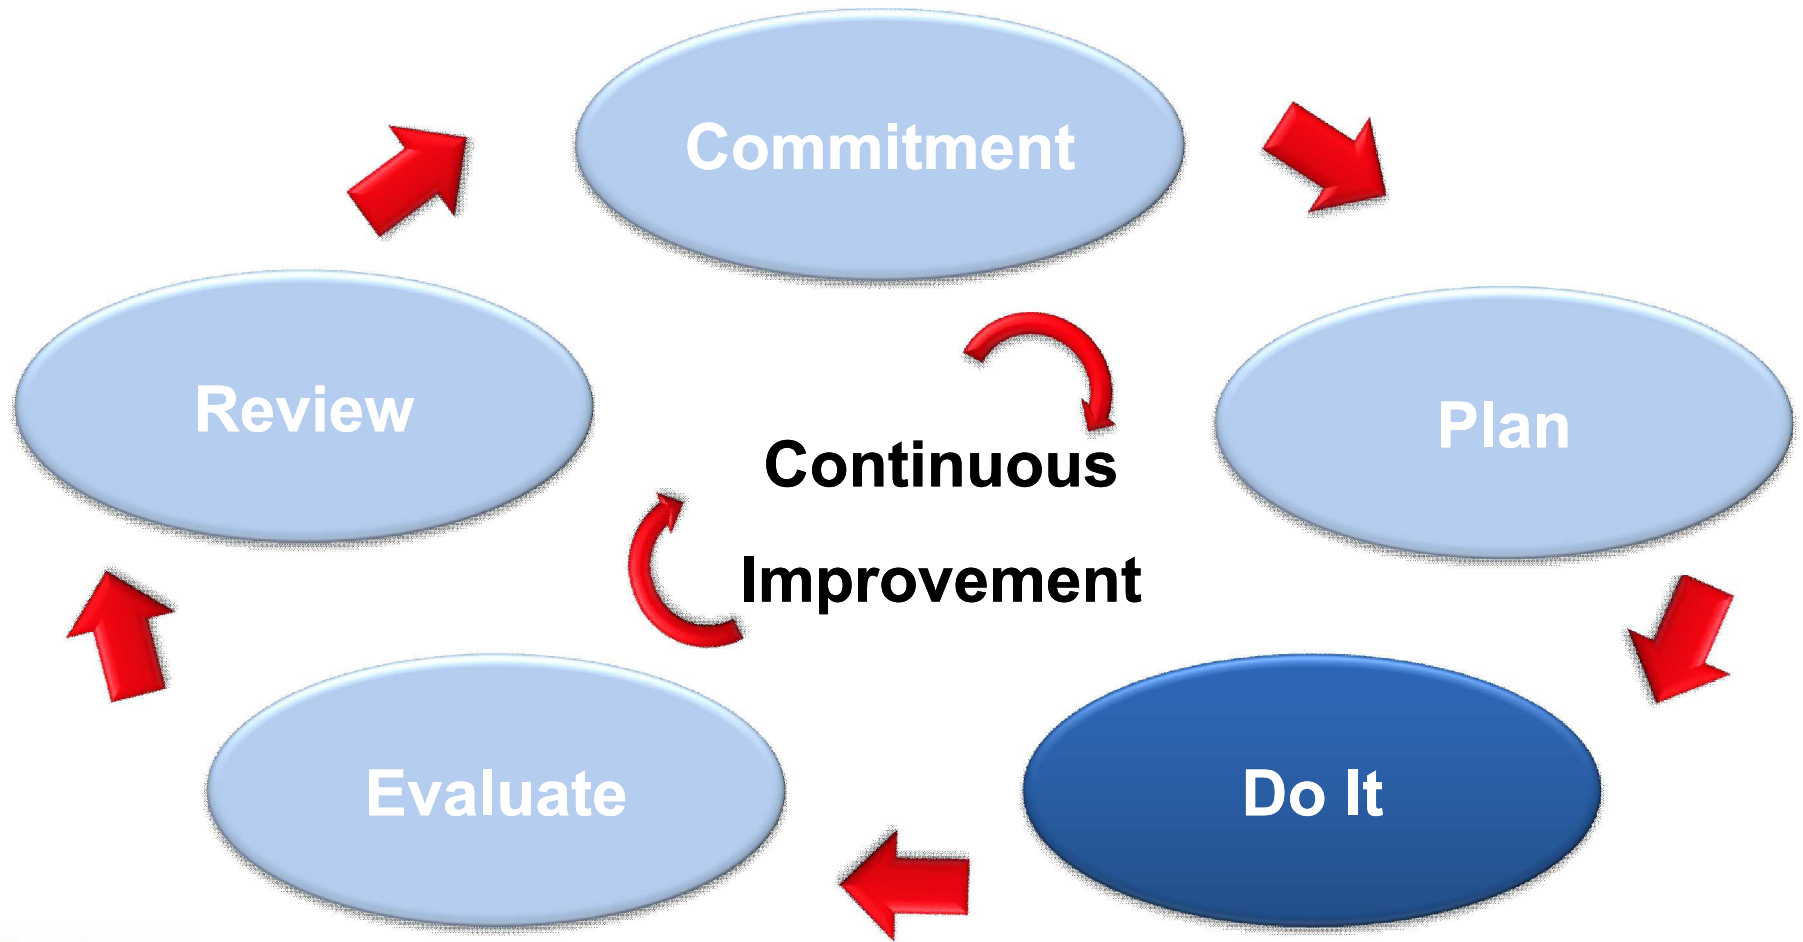 Commitment
Review
Plan
Continuous
Improvement
Evaluate
Do It